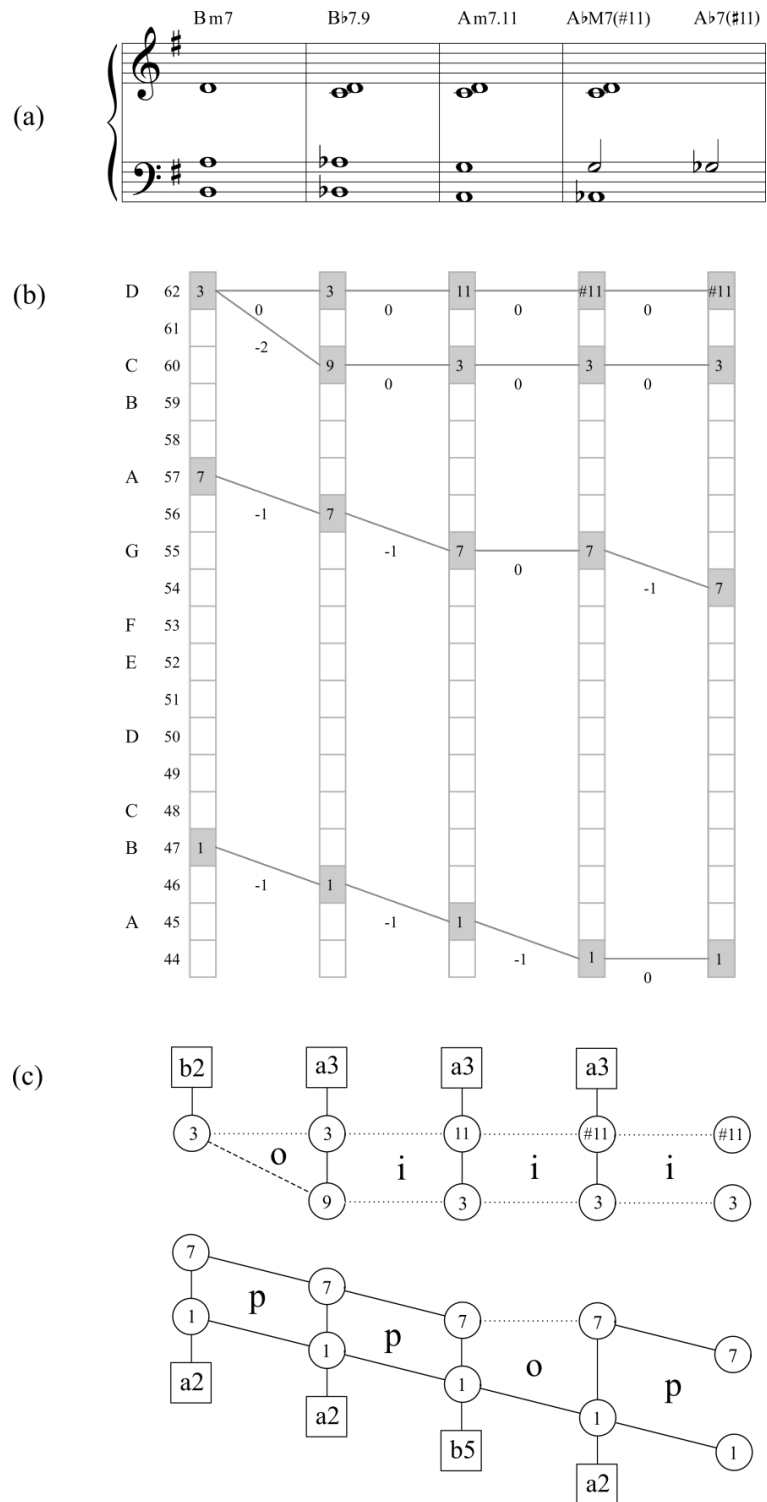 Bm7 B♭7.9 Am7.11 A♭M7(#11) A♭7(♯11)
(a)
(b)
D 62 3 3 11 #11 #11
0 0 0 0
61
-2
C 60 9 3 3 3
0 0 0
B 59
58
A 57 7
56 7
-1
G 55 7 7
-1 0
54 7
-1
F 53
E 52
51
D 50
49
C 48
B 47 1
46 1
-1
A 45 1
-1
44 1 1
-1 0
(c)
b2 a3 a3 a3
3 3 11 #11 #11
o i i i
9 3 3 3
7 7 7 7 7
p p o p
1 1 1 1 1
a2 a2 b5 a2